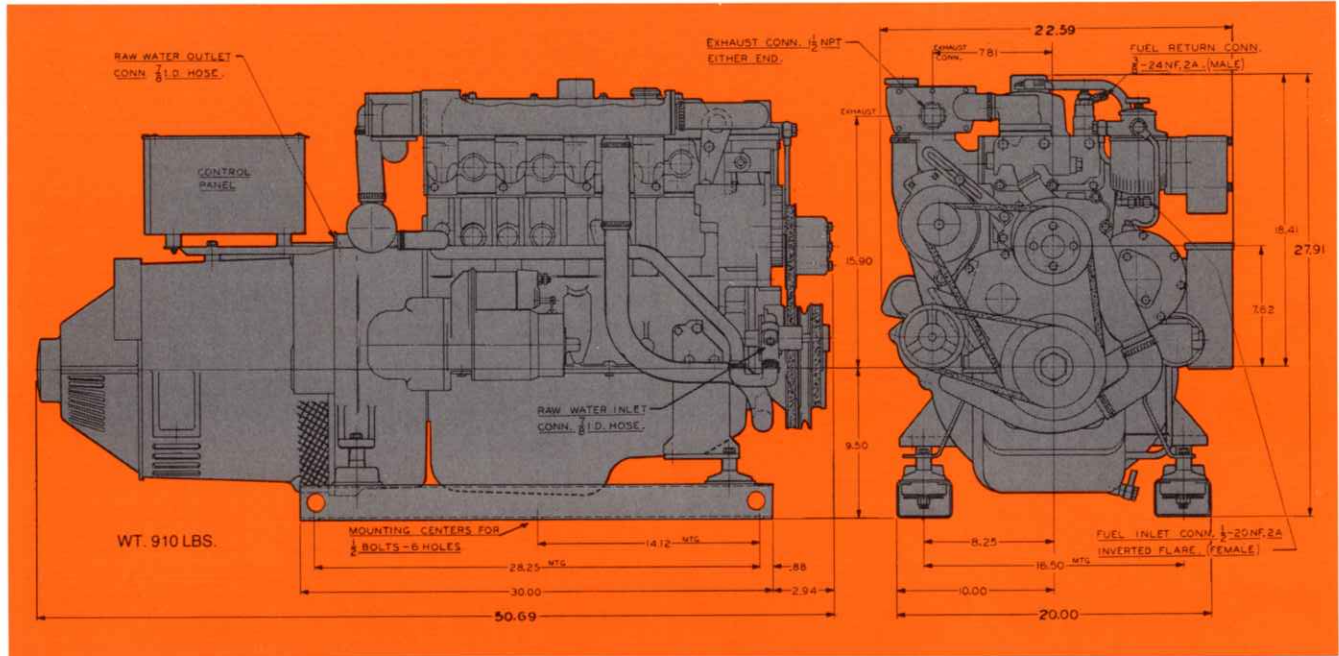 RAW WATER OUTLET
CONN. 7/8 I.D. HOSE.
CONTROL
PANEL
EXHAUST CONN. 1 1/2 NPT
EITHER END.
EXHAUST
CONN.
7.81
22.59
FUEL RETURN CONN.
3/8-24NF, 2A. (MALE)
EXHAUST
15.90
18.41
27.91
7.62
RAW WATER INLET
CONN. 7/8 I.D. HOSE.
9.50
WT. 910 LBS.
MOUNTING CENTERS FOR
1/2 BOLTS - 6 HOLES
14.12 MTG
28.25 MTG
.88
30.00
2.94
50.69
8.25
16.50 MTG
10.00
20.00
FUEL INLET CONN. 1/2-20NF, 2A
INVERTED FLARE, (FEMALE)